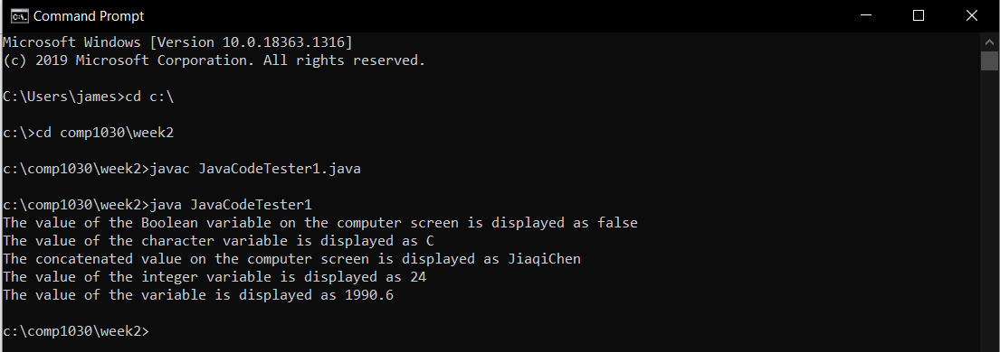 Command Prompt
Microsoft Windows [Version 10.0.18363.1316]
(c) 2019 Microsoft Corporation. All rights reserved.
C:\Users\james>cd c:\
c:\>cd comp1030\week2
c:\comp1030\week2>javac JavaCodeTester1.java
c:\comp1030\week2>java JavaCodeTester1
The value of the Boolean variable on the computer screen is displayed as false
The value of the character variable is displayed as C
The concatenated value on the computer screen is displayed as JiaqiChen
The value of the integer variable is displayed as 24
The value of the variable is displayed as 1990.6
c:\comp1030\week2>